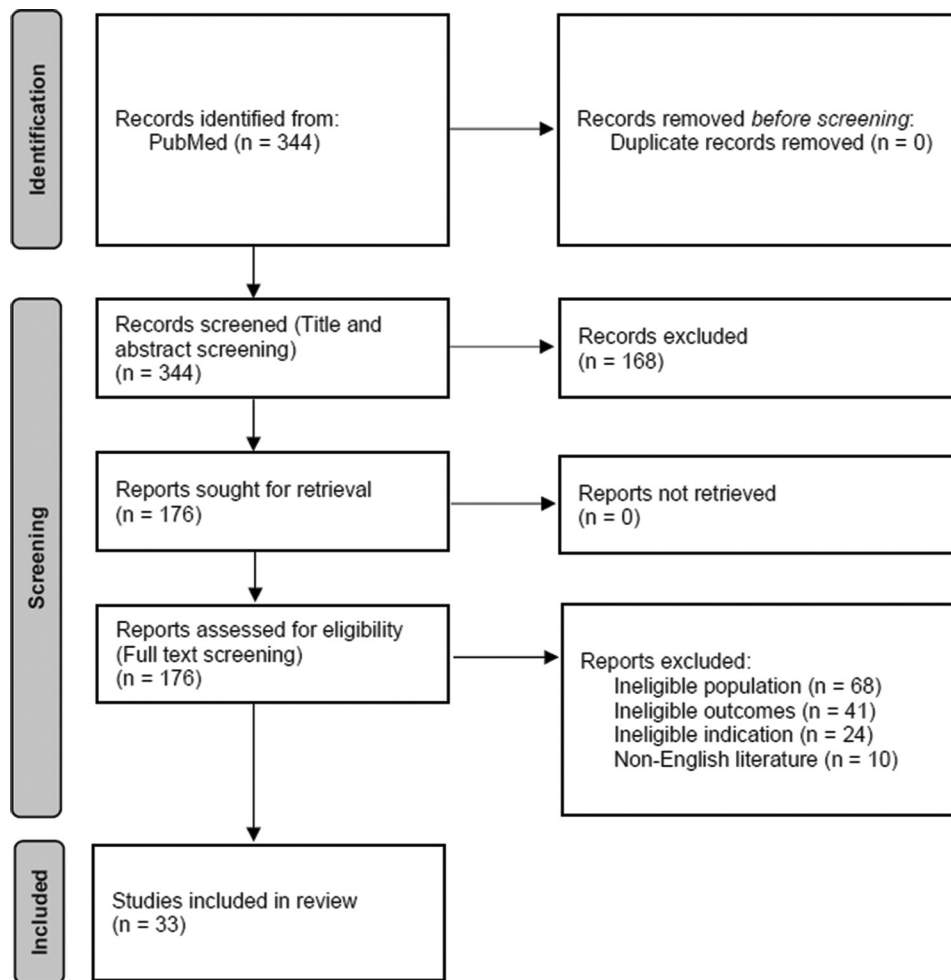 Identification
Records identified from:
PubMed (n = 344)
Records removed before screening:
Duplicate records removed (n = 0)
Screening
Records screened (Title and
abstract screening)
(n = 344)
Records excluded
(n = 168)
Reports sought for retrieval
(n = 176)
Reports not retrieved
(n = 0)
Reports assessed for eligibility
(Full text screening)
(n = 176)
Reports excluded:
Ineligible population (n = 68)
Ineligible outcomes (n = 41)
Ineligible indication (n = 24)
Non-English literature (n = 10)
Included
Studies included in review
(n = 33)